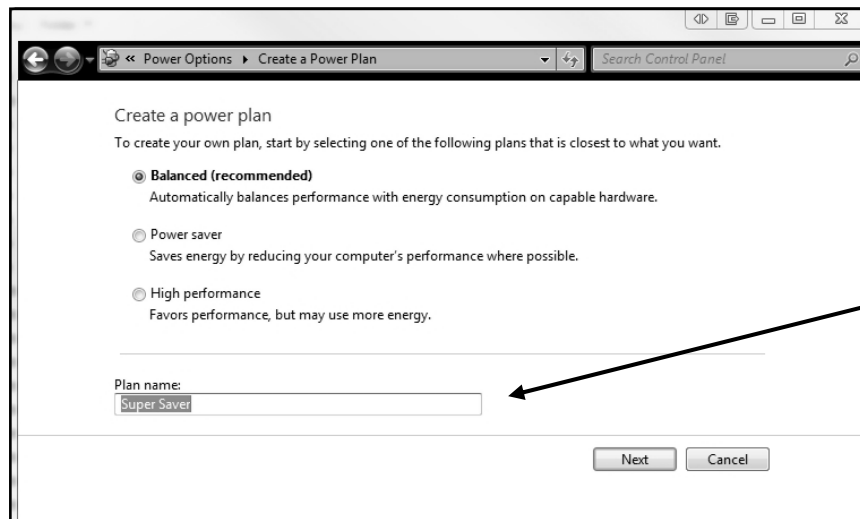 « Power Options ▸ Create a Power Plan
Search Control Panel
Create a power plan
To create your own plan, start by selecting one of the following plans that is closest to what you want.
Balanced (recommended)
Automatically balances performance with energy consumption on capable hardware.
Power saver
Saves energy by reducing your computer's performance where possible.
High performance
Favors performance, but may use more energy.
Plan name:
Super Saver
Next Cancel